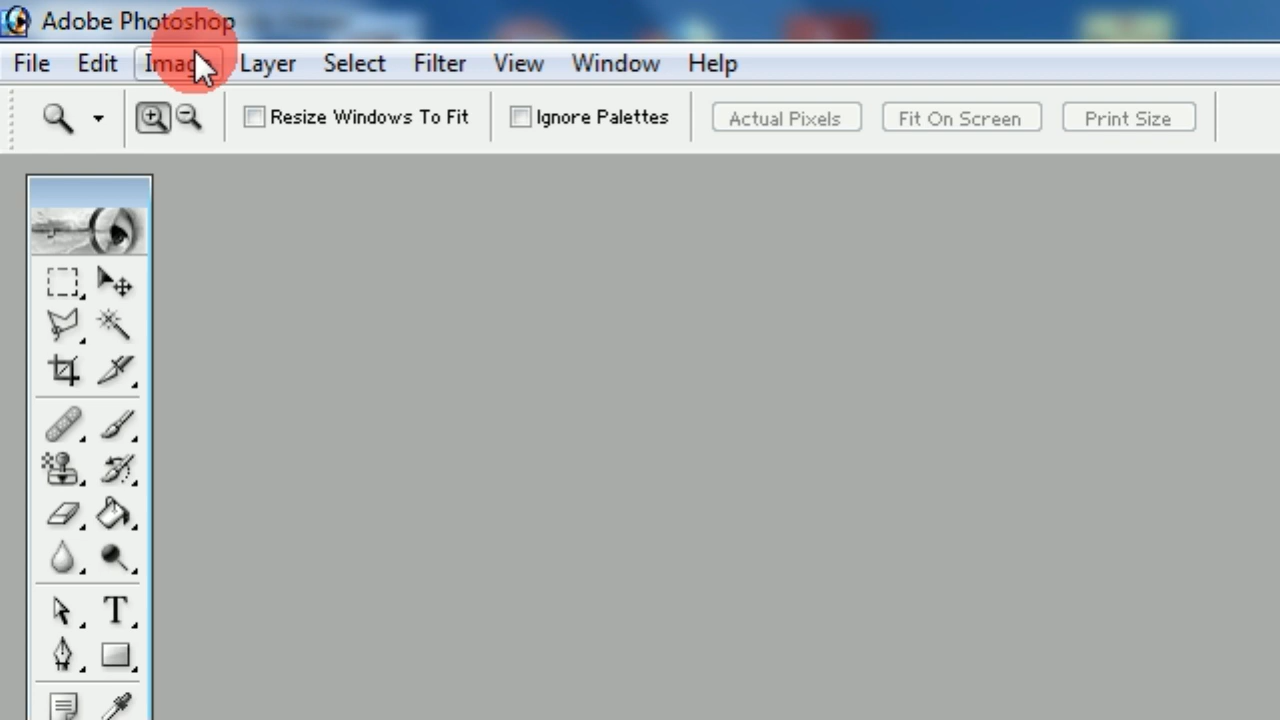 Adobe Photoshop
File Edit Image Layer Select Filter View Window Help
Resize Windows To Fit Ignore Palettes Actual Pixels Fit On Screen Print Size
T